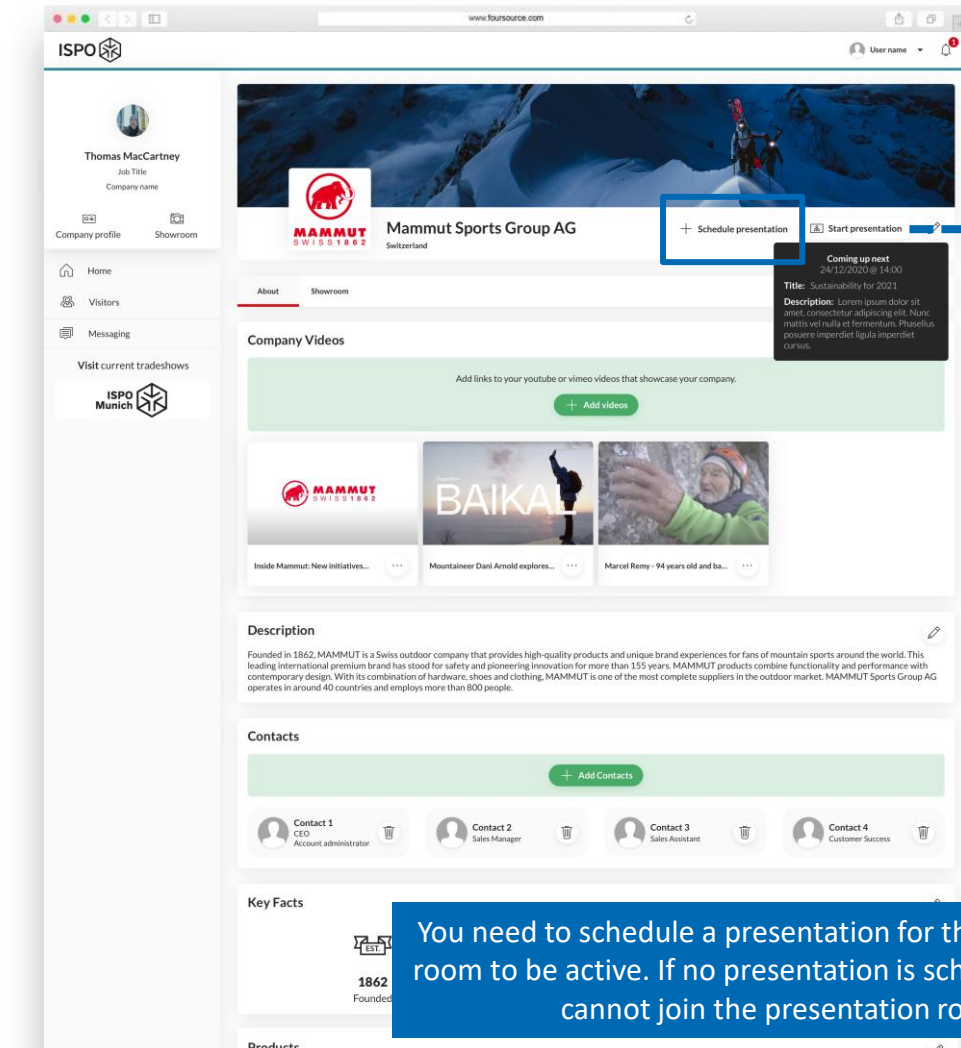 www.foursource.com
ISPO
User name
1
Thomas MacCartney
Job Title
Company name
Company profile
Showroom
Home
Visitors
Messaging
Visit current tradeshows
ISPO
Munich
MAMMUT
SWISS 1862
Mammut Sports Group AG
Switzerland
Schedule presentation
Start presentation
Coming up next
24/12/2020 @ 14:00
Title: Sustainability for 2021
Description: Lorem ipsum dolor sit
amet, consectetur adipiscing elit. Nunc
mattis vel nulla et fermentum. Phasellus
posuere imperdiet ligula imperdiet
cursus.
About
Showroom
Company Videos
Add links to your youtube or vimeo videos that showcase your company.
+ Add videos
MAMMUT
SWISS 1862
BAIKAL
Inside Mammut: New initiatives...
Mountaineer Dani Arnold explores...
Marcel Remy - 94 years old and ba...
Description
Founded in 1862, MAMMUT is a Swiss outdoor company that provides high-quality products and unique brand experiences for fans of mountain sports around the world. This
leading international premium brand has stood for safety and pioneering innovation for more than 155 years. MAMMUT products combine functionality and performance with
contemporary design. With its combination of hardware, shoes and clothing, MAMMUT is one of the most complete suppliers in the outdoor market. MAMMUT Sports Group AG
operates in around 40 countries and employs more than 800 people.
Contacts
+ Add Contacts
Contact 1
CEO
Account administrator
Contact 2
Sales Manager
Contact 3
Sales Assistant
Contact 4
Customer Success
Key Facts
EST.
1862
Founded
You need to schedule a presentation for th
room to be active. If no presentation is sch
cannot join the presentation ro
Products